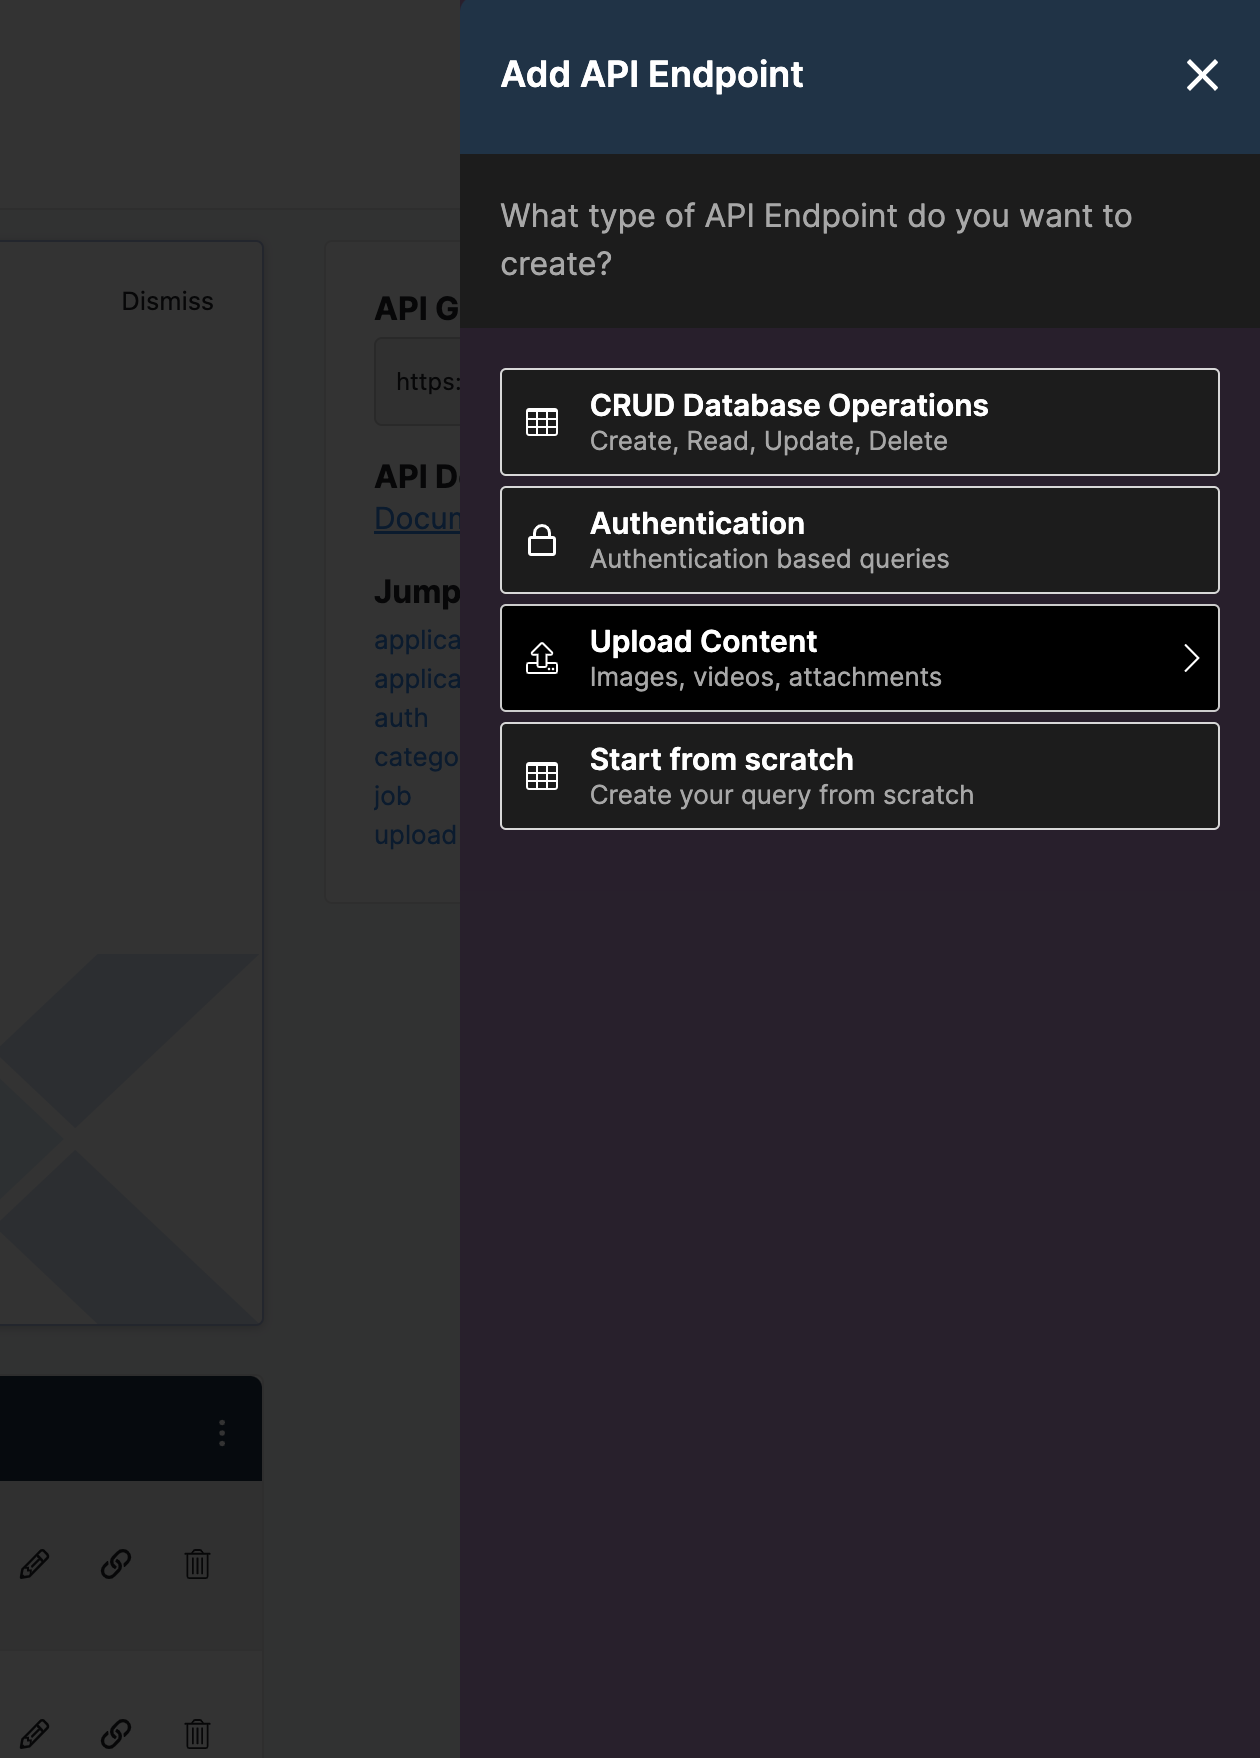 Add API Endpoint
What type of API Endpoint do you want to
create?
CRUD Database Operations
Create, Read, Update, Delete
Authentication
Authentication based queries
Upload Content
Images, videos, attachments
Start from scratch
Create your query from scratch
Dismiss
API G
https:
API D
Docum
Jump
applica
applica
auth
catego
job
upload